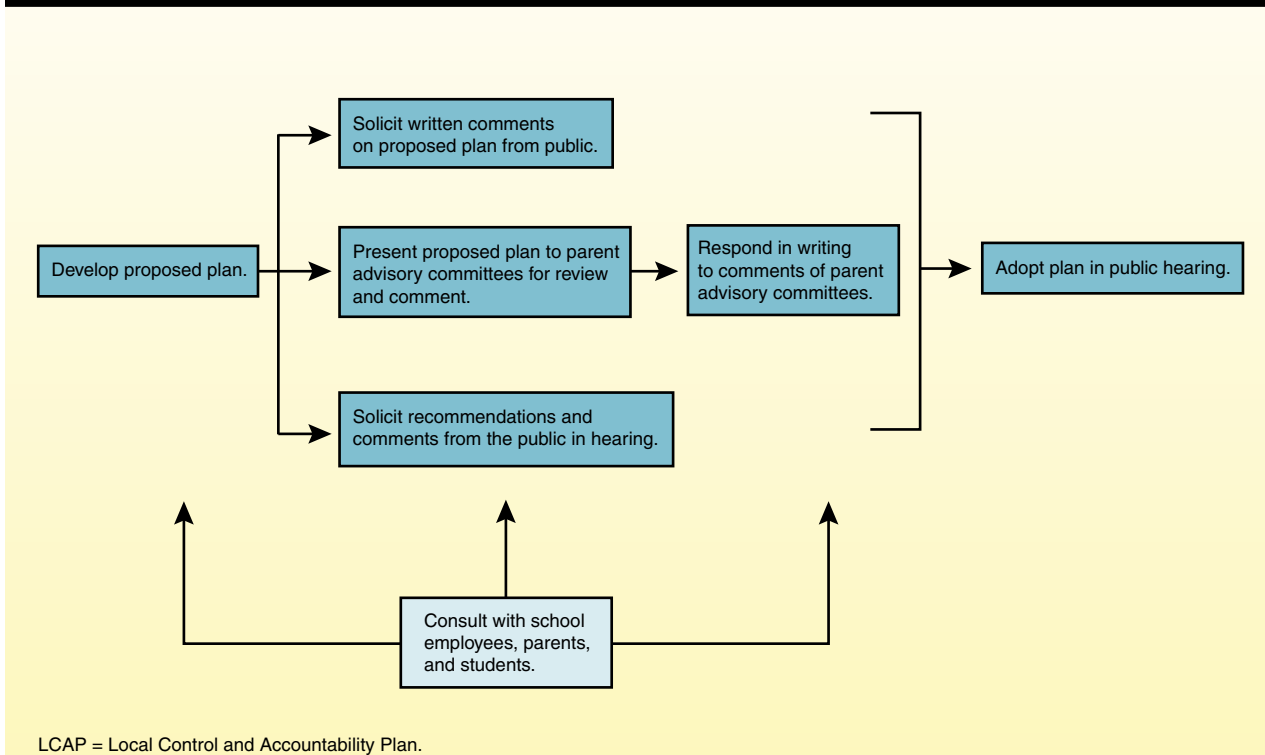 Solicit written comments
on proposed plan from public.
Develop proposed plan.
Present proposed plan to parent
advisory committees for review
and comment.
Respond in writing
to comments of parent
advisory committees.
Adopt plan in public hearing.
Solicit recommendations and
comments from the public in hearing.
Consult with school
employees, parents,
and students.
LCAP = Local Control and Accountability Plan.